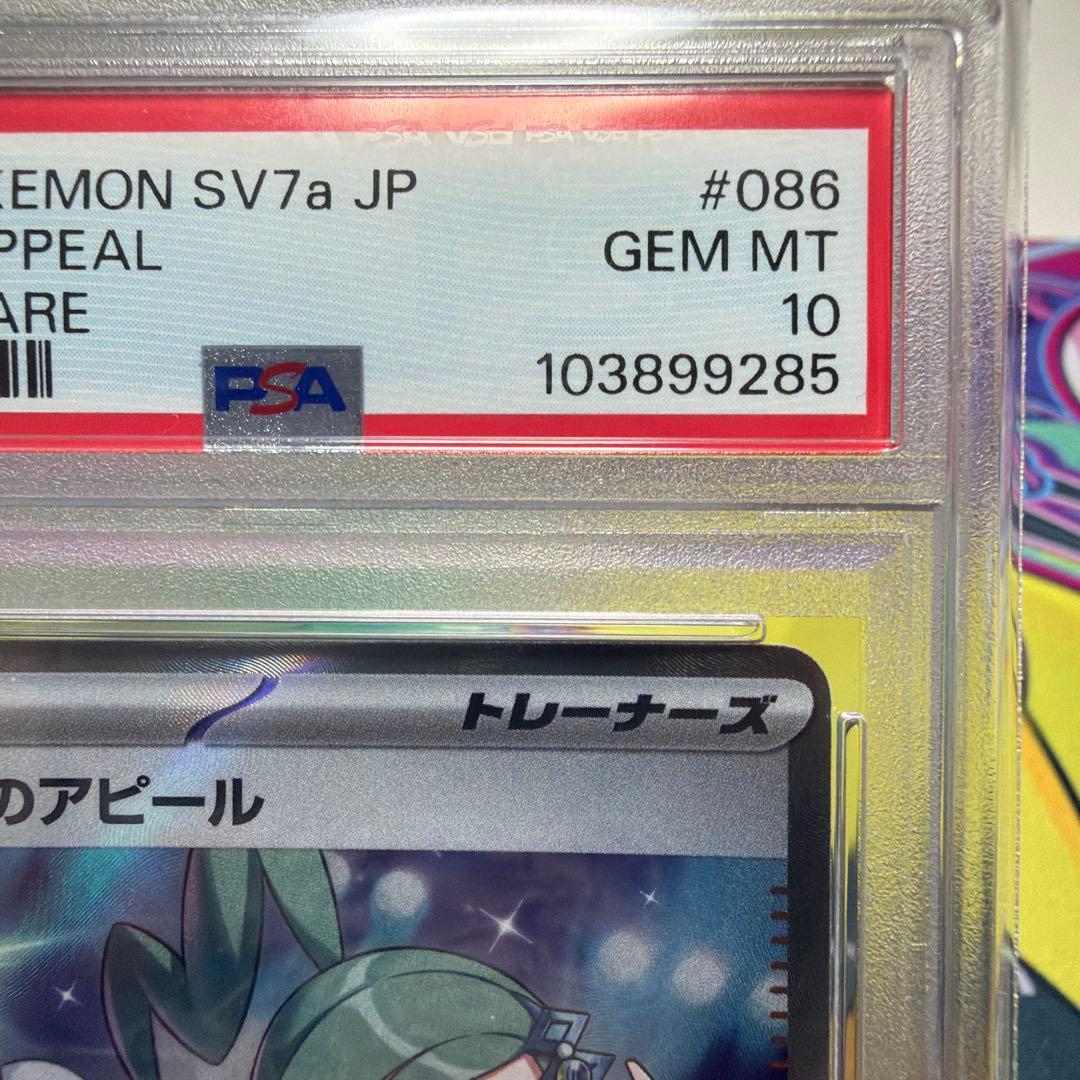 KEMON SV7a JP #086
PPEAL GEM MT
ARE 10
PSA 103899285
トレーナーズ
のアピール